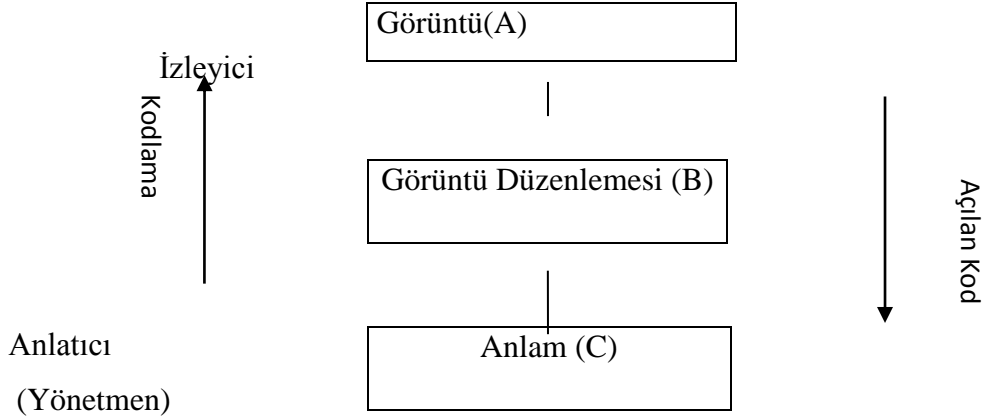 Görüntü(A)
İzleyici
Kodlama
Görüntü Düzenlemesi (B)
Açılan Kod
Anlatıcı
(Yönetmen)
Anlam (C)